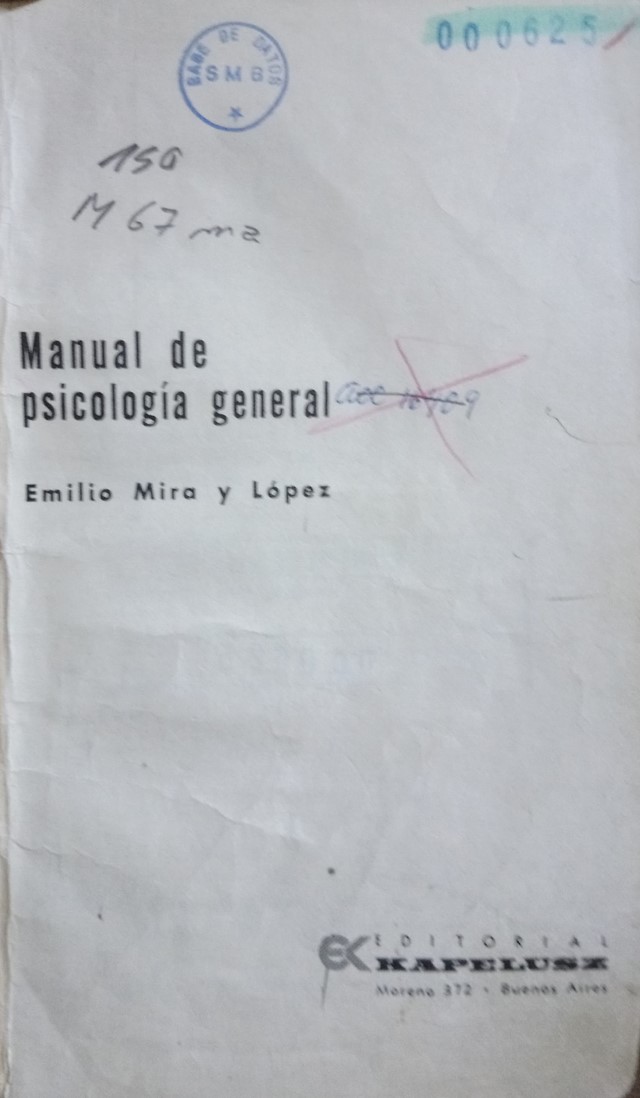 000625
BASE DE DATOS
SMB
150
M67ma
Manual de
psicología general
Emilio Mira y López
EK
EDITORIAL
KAPELUSZ
Moreno 372 - Buenos Aires